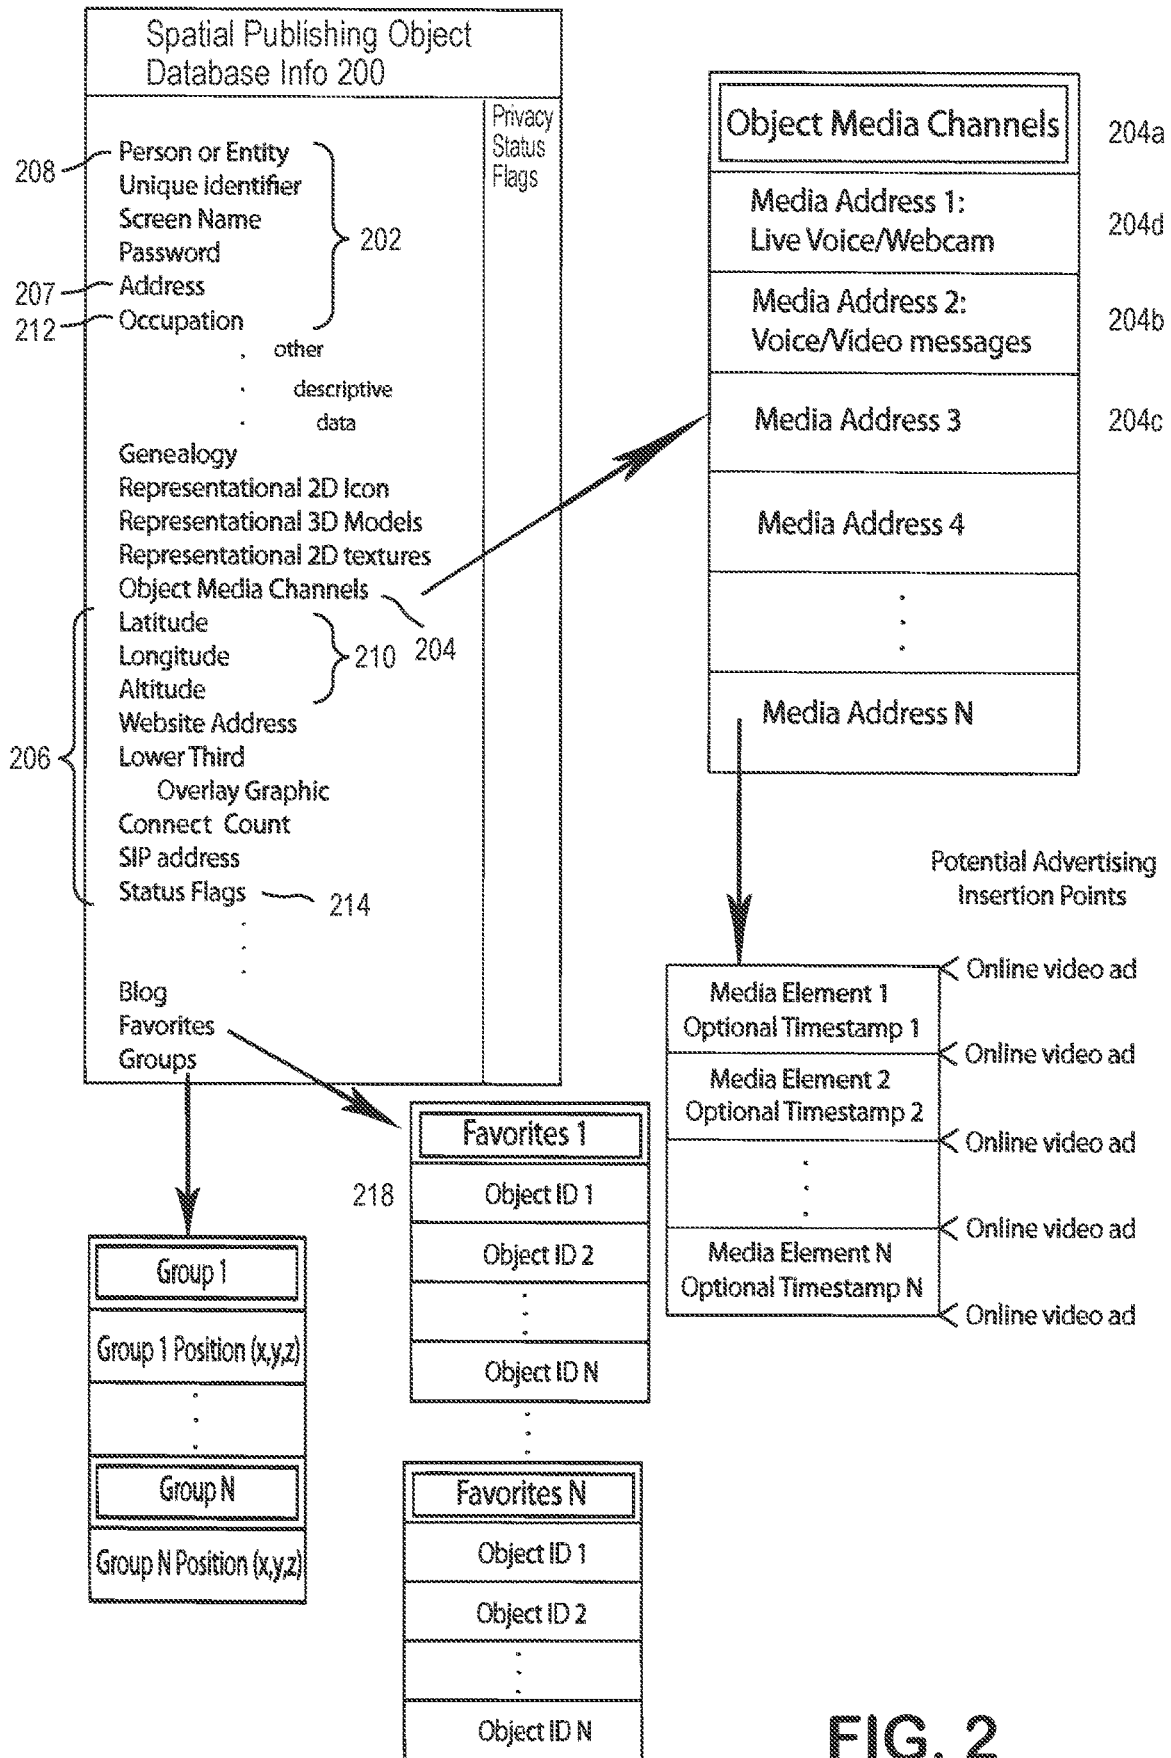 Spatial Publishing Object
Database Info 200
Privacy
Status
Flags
208
Person or Entity
Unique Identifier
Screen Name
Password
202
207
Address
212
Occupation
other
descriptive
data
Genealogy
Representational 2D Icon
Representational 3D Models
Representational 2D textures
Object Media Channels
204
Latitude
Longitude
Altitude
210
Website Address
206
Lower Third
Overlay Graphic
Connect Count
SIP address
Status Flags
214
Blog
Favorites
Groups
Object Media Channels
204a
Media Address 1:
Live Voice/Webcam
204d
Media Address 2:
Voice/Video messages
204b
Media Address 3
204c
Media Address 4
Media Address N
Potential Advertising
Insertion Points
Online video ad
Media Element 1
Optional Timestamp 1
Online video ad
Media Element 2
Optional Timestamp 2
Online video ad
Online video ad
Media Element N
Optional Timestamp N
Online video ad
Favorites 1
218
Object ID 1
Object ID 2
Object ID N
Favorites N
Object ID 1
Object ID 2
Object ID N
Group 1
Group 1 Position (x,y,z)
Group N
Group N Position (x,y,z)
FIG. 2